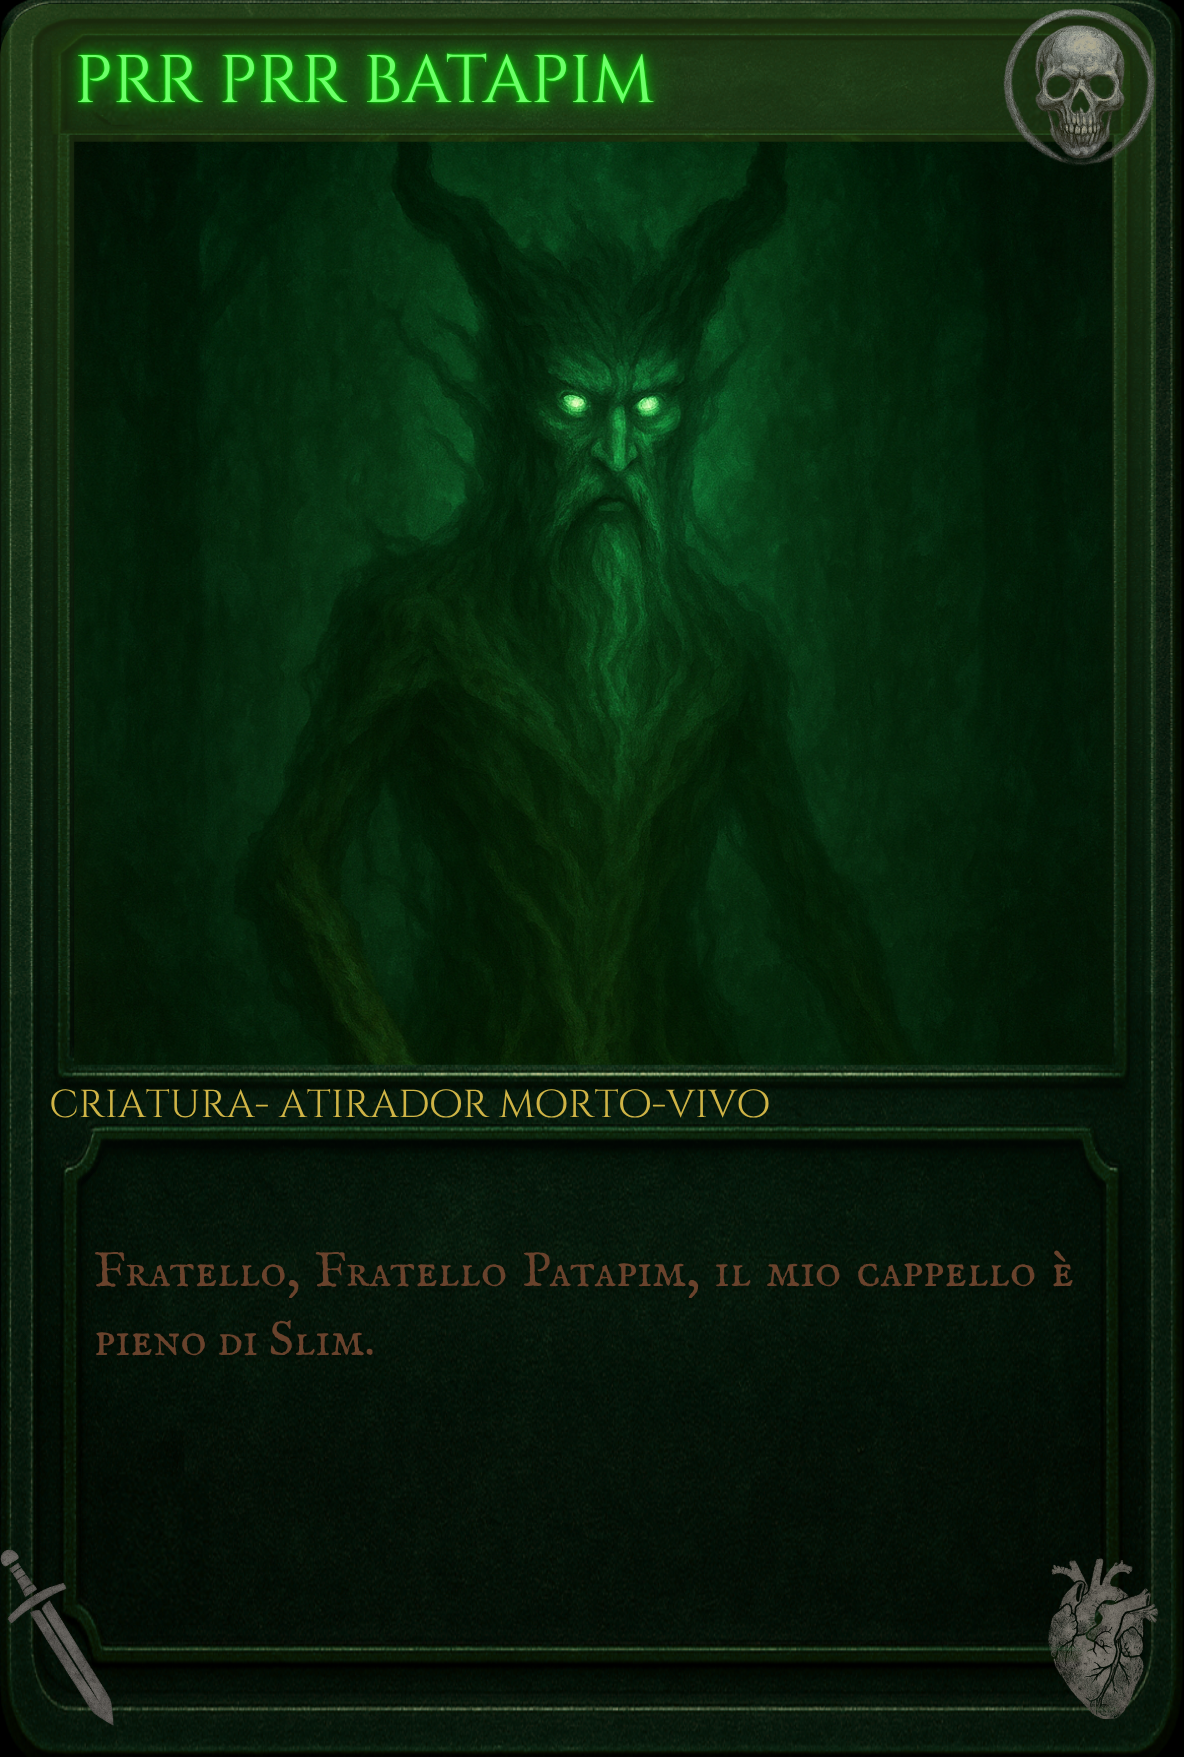 PRR PRR BATAPIM
CRIATURA- ATIRADOR MORTO-VIVO
Fratello, Fratello Patapim, il mio cappello è
pieno di Slim.